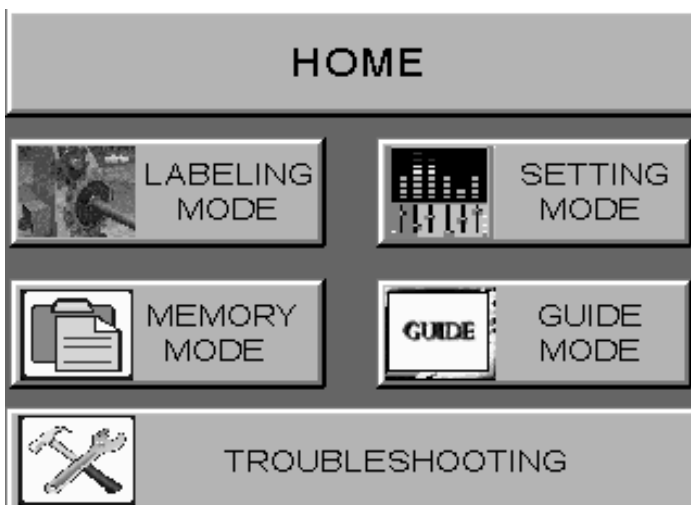 HOME
LABELING
MODE
SETTING
MODE
MEMORY
MODE
GUIDE
GUIDE
MODE
TROUBLESHOOTING